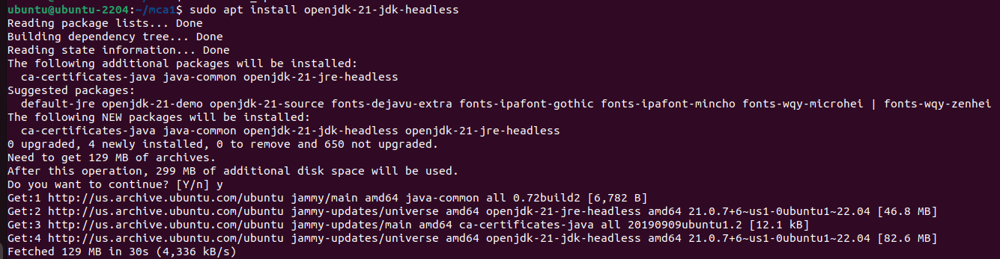 ubuntu@ubuntu-2204:~/mca1$ sudo apt install openjdk-21-jdk-headless
Reading package lists... Done
Building dependency tree... Done
Reading state information... Done
The following additional packages will be installed:
  ca-certificates-java java-common openjdk-21-jre-headless
Suggested packages:
  default-jre openjdk-21-demo openjdk-21-source fonts-dejavu-extra fonts-ipafont-gothic fonts-ipafont-mincho fonts-wqy-microhei | fonts-wqy-zenhei
The following NEW packages will be installed:
  ca-certificates-java java-common openjdk-21-jdk-headless openjdk-21-jre-headless
0 upgraded, 4 newly installed, 0 to remove and 650 not upgraded.
Need to get 129 MB of archives.
After this operation, 299 MB of additional disk space will be used.
Do you want to continue? [Y/n] y
Get:1 http://us.archive.ubuntu.com/ubuntu jammy/main amd64 java-common all 0.72build2 [6,782 B]
Get:2 http://us.archive.ubuntu.com/ubuntu jammy-updates/universe amd64 openjdk-21-jre-headless amd64 21.0.7+6~us1-0ubuntu1~22.04 [46.8 MB]
Get:3 http://us.archive.ubuntu.com/ubuntu jammy-updates/main amd64 ca-certificates-java all 20190909ubuntu1.2 [12.1 kB]
Get:4 http://us.archive.ubuntu.com/ubuntu jammy-updates/universe amd64 openjdk-21-jdk-headless amd64 21.0.7+6~us1-0ubuntu1~22.04 [82.6 MB]
Fetched 129 MB in 30s (4,336 kB/s)